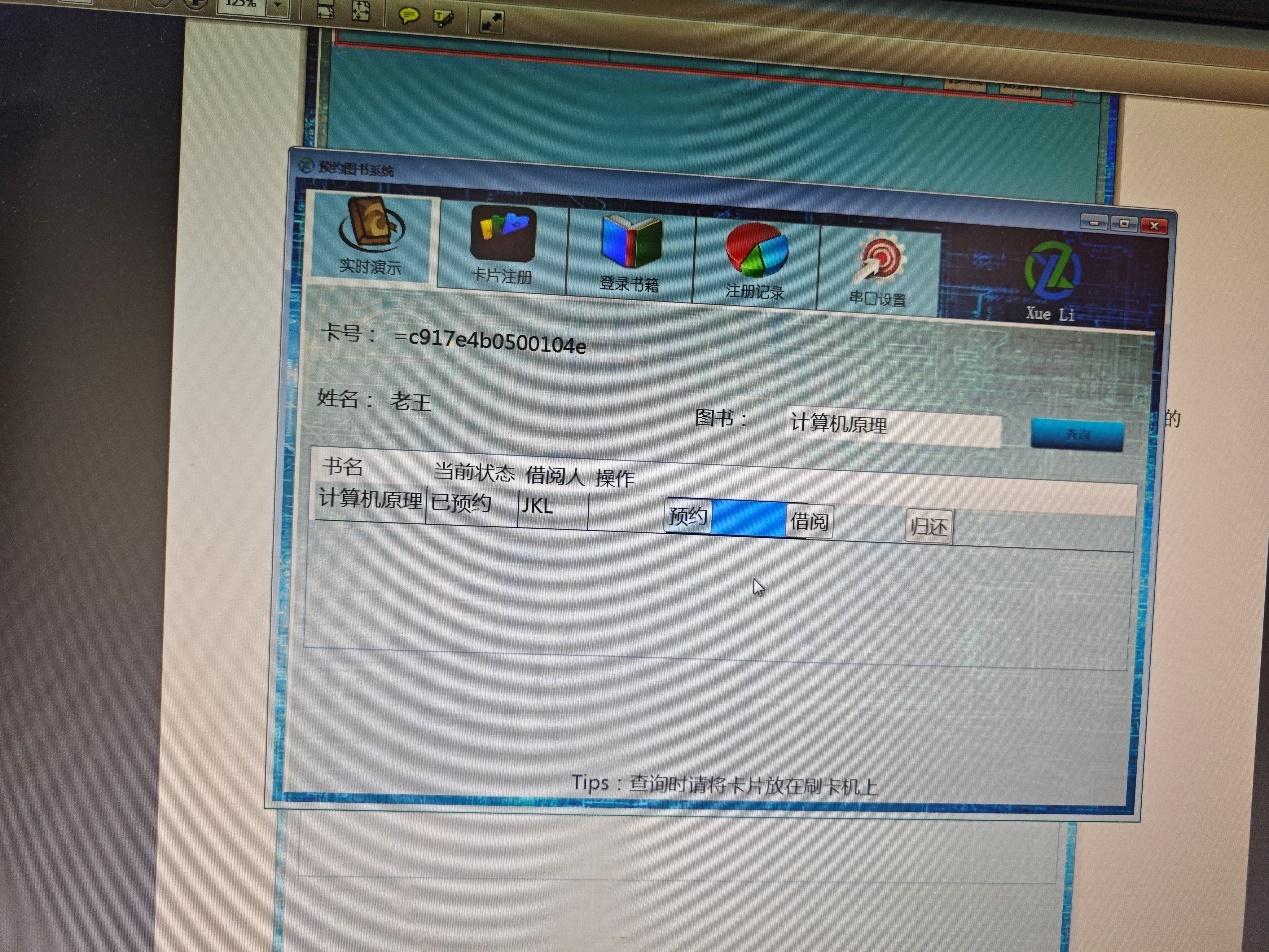 125%
预约图书系统
实时演示
卡片注册
登录书籍
注册记录
串口设置
Xue Li
卡号： =c917e4b0500104e
姓名： 老王
图书： 计算机原理 查询
的
书名 当前状态 借阅人 操作
计算机原理 已预约 JKL 预约 借阅 归还
Tips：查询时请将卡片放在刷卡机上